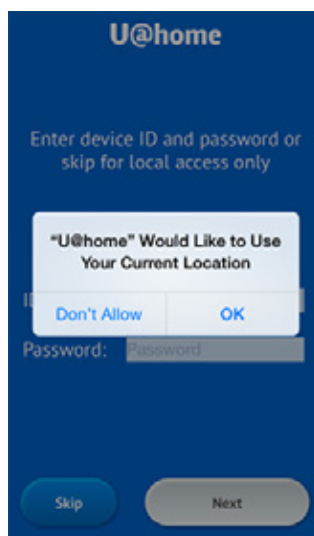 U@home
Enter device ID and password or
skip for local access only
"U@home" Would Like to Use
Your Current Location
Don't Allow OK
Password: Password
Skip Next